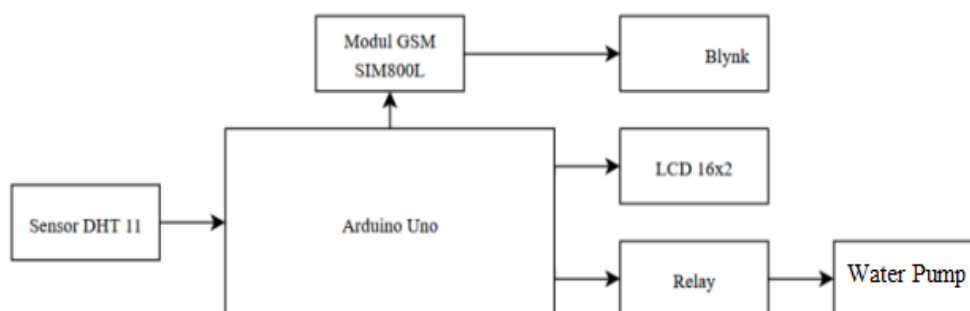 Modul GSM
SIM800L
Blynk
LCD 16x2
Sensor DHT 11
Arduino Uno
Relay
Water Pump